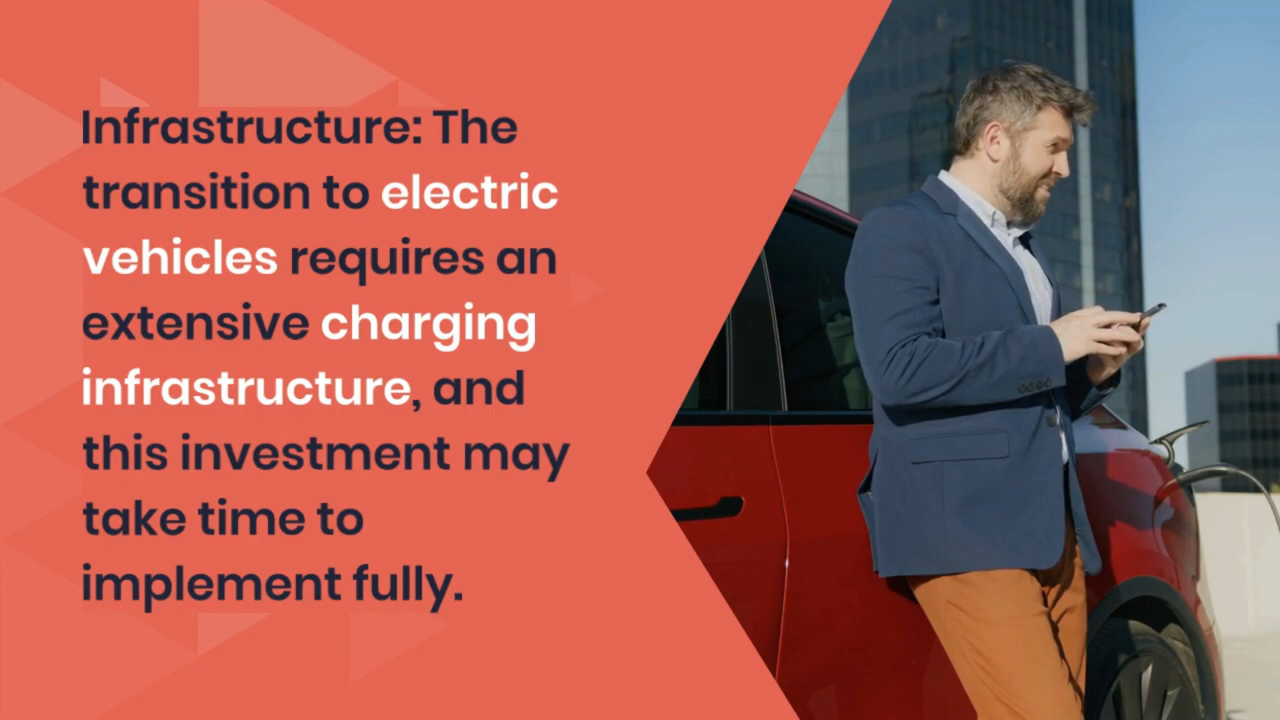 Infrastructure: The
transition to electric
vehicles requires an
extensive charging
infrastructure, and
this investment may
take time to
implement fully.